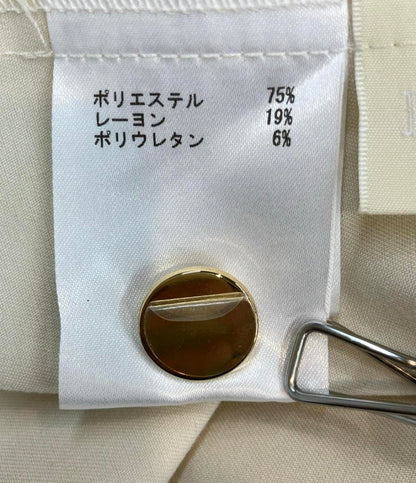 ポリエステル 75%
レーヨン 19%
ポリウレタン 6%